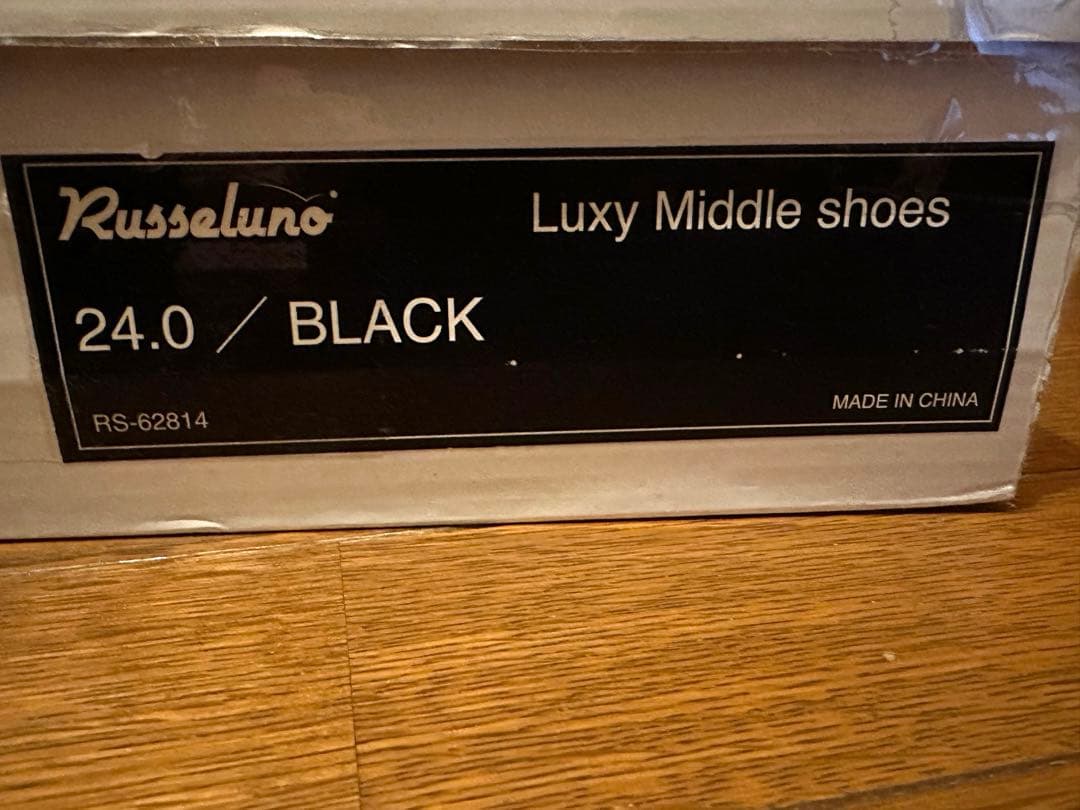 Russeluno
Luxy Middle shoes
24.0 / BLACK
RS-62814
MADE IN CHINA